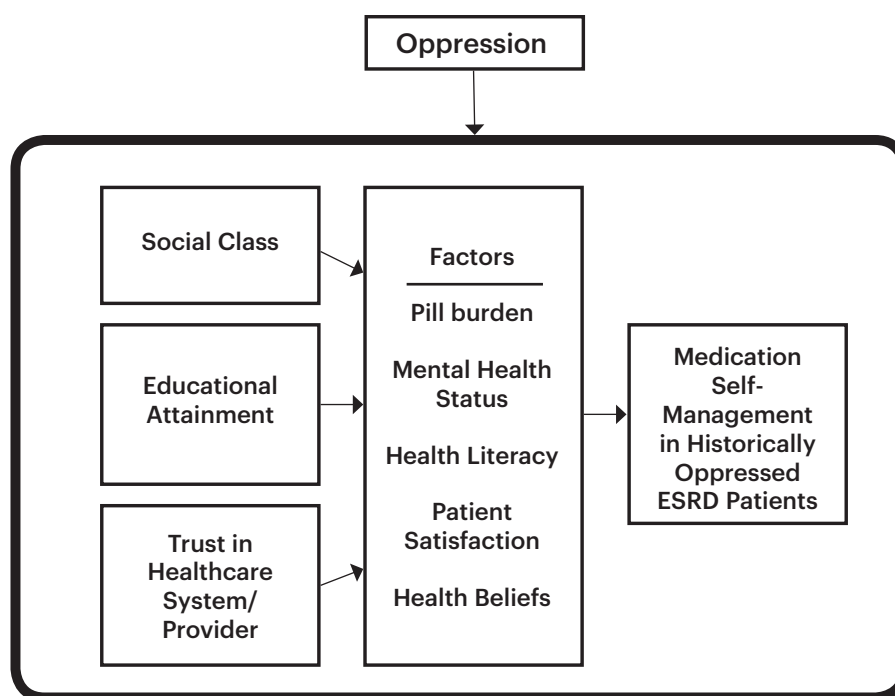 Oppression
Social Class
Educational
Attainment
Trust in
Healthcare
System/
Provider
Factors
Pill burden
Mental Health
Status
Health Literacy
Patient
Satisfaction
Health Beliefs
Medication
Self-
Management
in Historically
Oppressed
ESRD Patients